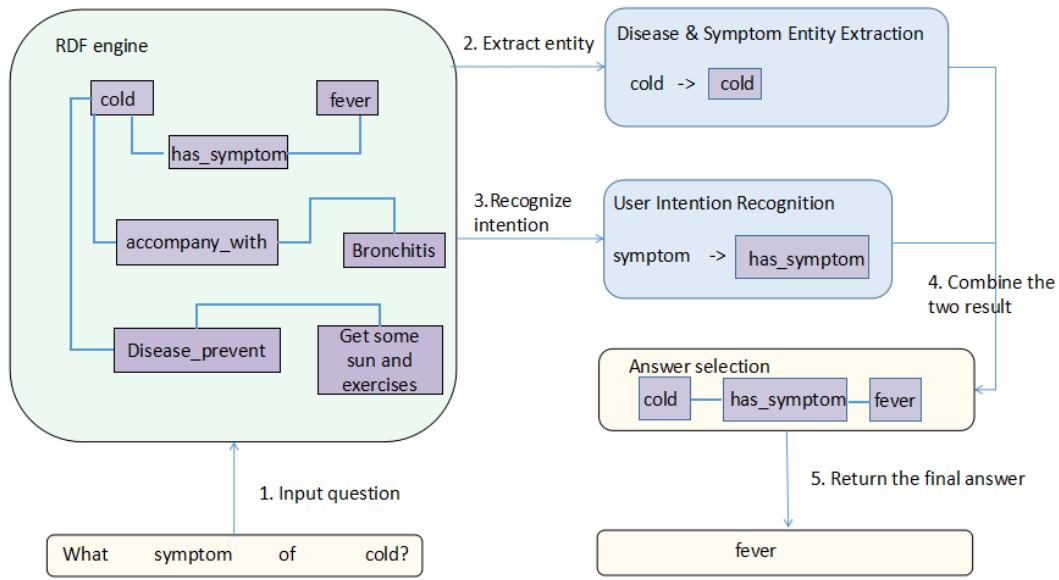 RDF engine
cold
fever
has_symptom
accompany_with
Bronchitis
Disease_prevent
Get some
sun and
exercises
1. Input question
What symptom of cold?
2. Extract entity
Disease & Symptom Entity Extraction
cold -> cold
3.Recognize
intention
User Intention Recognition
symptom -> has_symptom
4. Combine the
two result
Answer selection
cold has_symptom fever
5. Return the final answer
fever